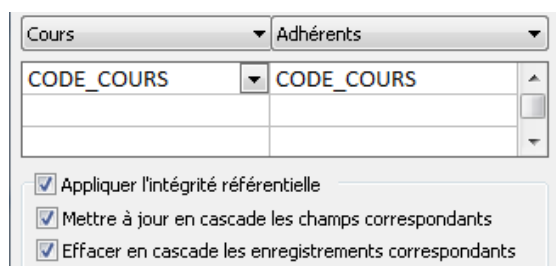 Cours Adhérents
CODE_COURS CODE_COURS
Appliquer l'intégrité référentielle
Mettre à jour en cascade les champs correspondants
Effacer en cascade les enregistrements correspondants